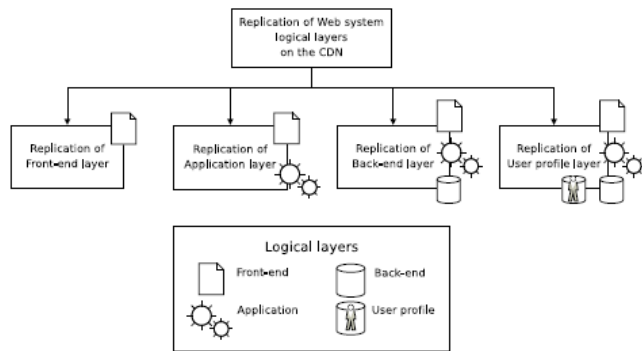 Replication of Web system
logical layers
on the CDN
Replication of
Front-end layer
Replication of
Application layer
Replication of
Back-end layer
Replication of
User profile layer
Logical layers
Front-end
Back-end
Application
User profile